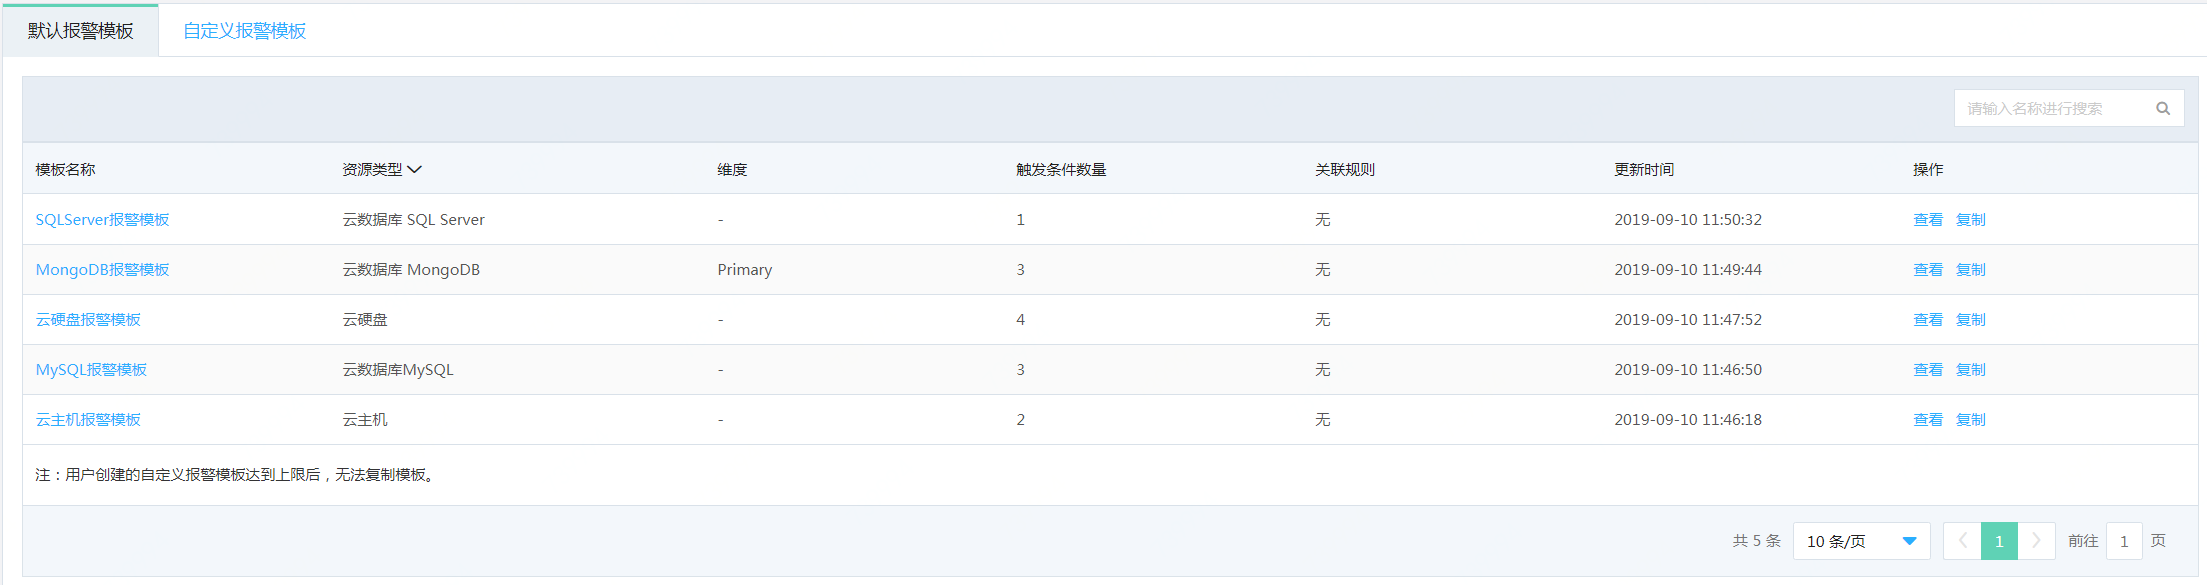 默认报警模板 自定义报警模板
请输入名称进行搜索
模板名称 资源类型 维度 触发条件数量 关联规则 更新时间 操作
SQLServer报警模板 云数据库 SQL Server - 1 无 2019-09-10 11:50:32 查看 复制
MongoDB报警模板 云数据库 MongoDB Primary 3 无 2019-09-10 11:49:44 查看 复制
云硬盘报警模板 云硬盘 - 4 无 2019-09-10 11:47:52 查看 复制
MySQL报警模板 云数据库MySQL - 3 无 2019-09-10 11:46:50 查看 复制
云主机报警模板 云主机 - 2 无 2019-09-10 11:46:18 查看 复制
注：用户创建的自定义报警模板达到上限后，无法复制模板。
共 5 条 10 条/页 1 前往 1 页